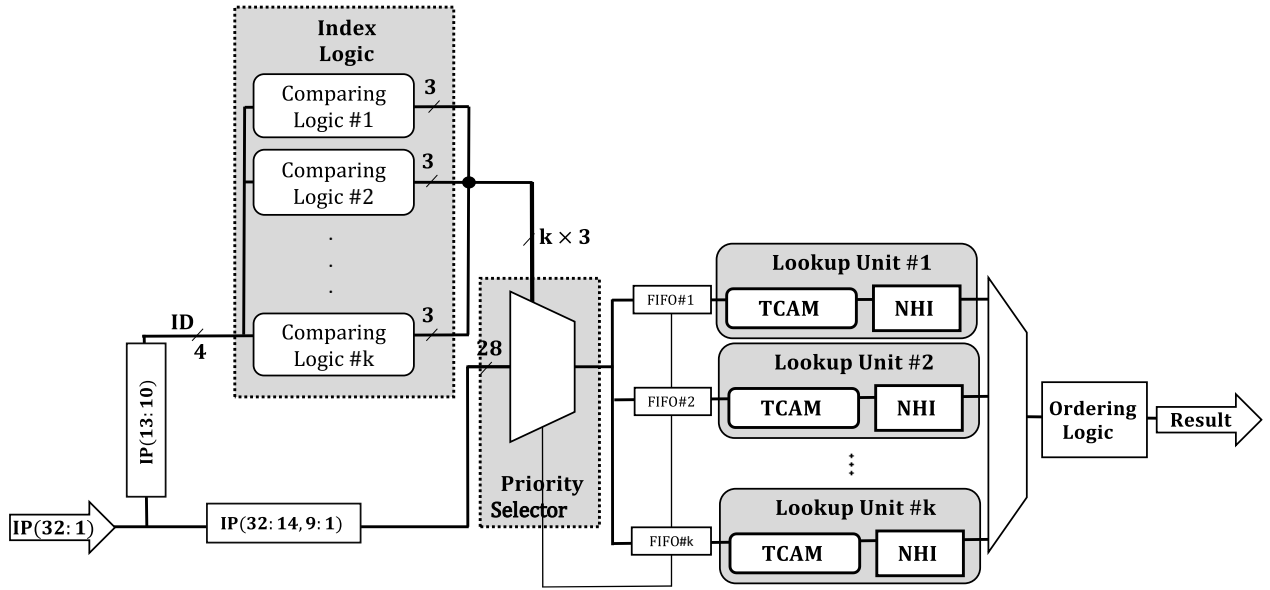 Index
Logic
Comparing
Logic #1
3
Comparing
Logic #2
3
.
.
.
Comparing
Logic #k
3
ID
4
k × 3
28
IP(13: 10)
IP(32: 1)
IP(32: 14, 9: 1)
Priority
Selector
FIFO#1
FIFO#2
FIFO#k
Lookup Unit #1
TCAM
NHI
Lookup Unit #2
TCAM
NHI
...
Lookup Unit #k
TCAM
NHI
Ordering
Logic
Result